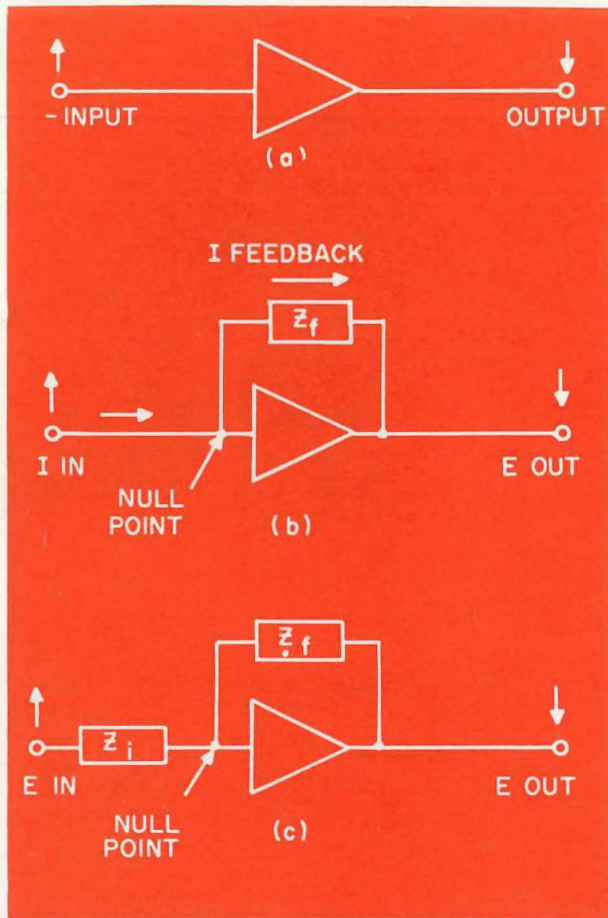 - INPUT
OUTPUT
(a)
I FEEDBACK
Zf
I IN
E OUT
NULL
POINT
(b)
Zf
Zi
E IN
E OUT
NULL
POINT
(c)